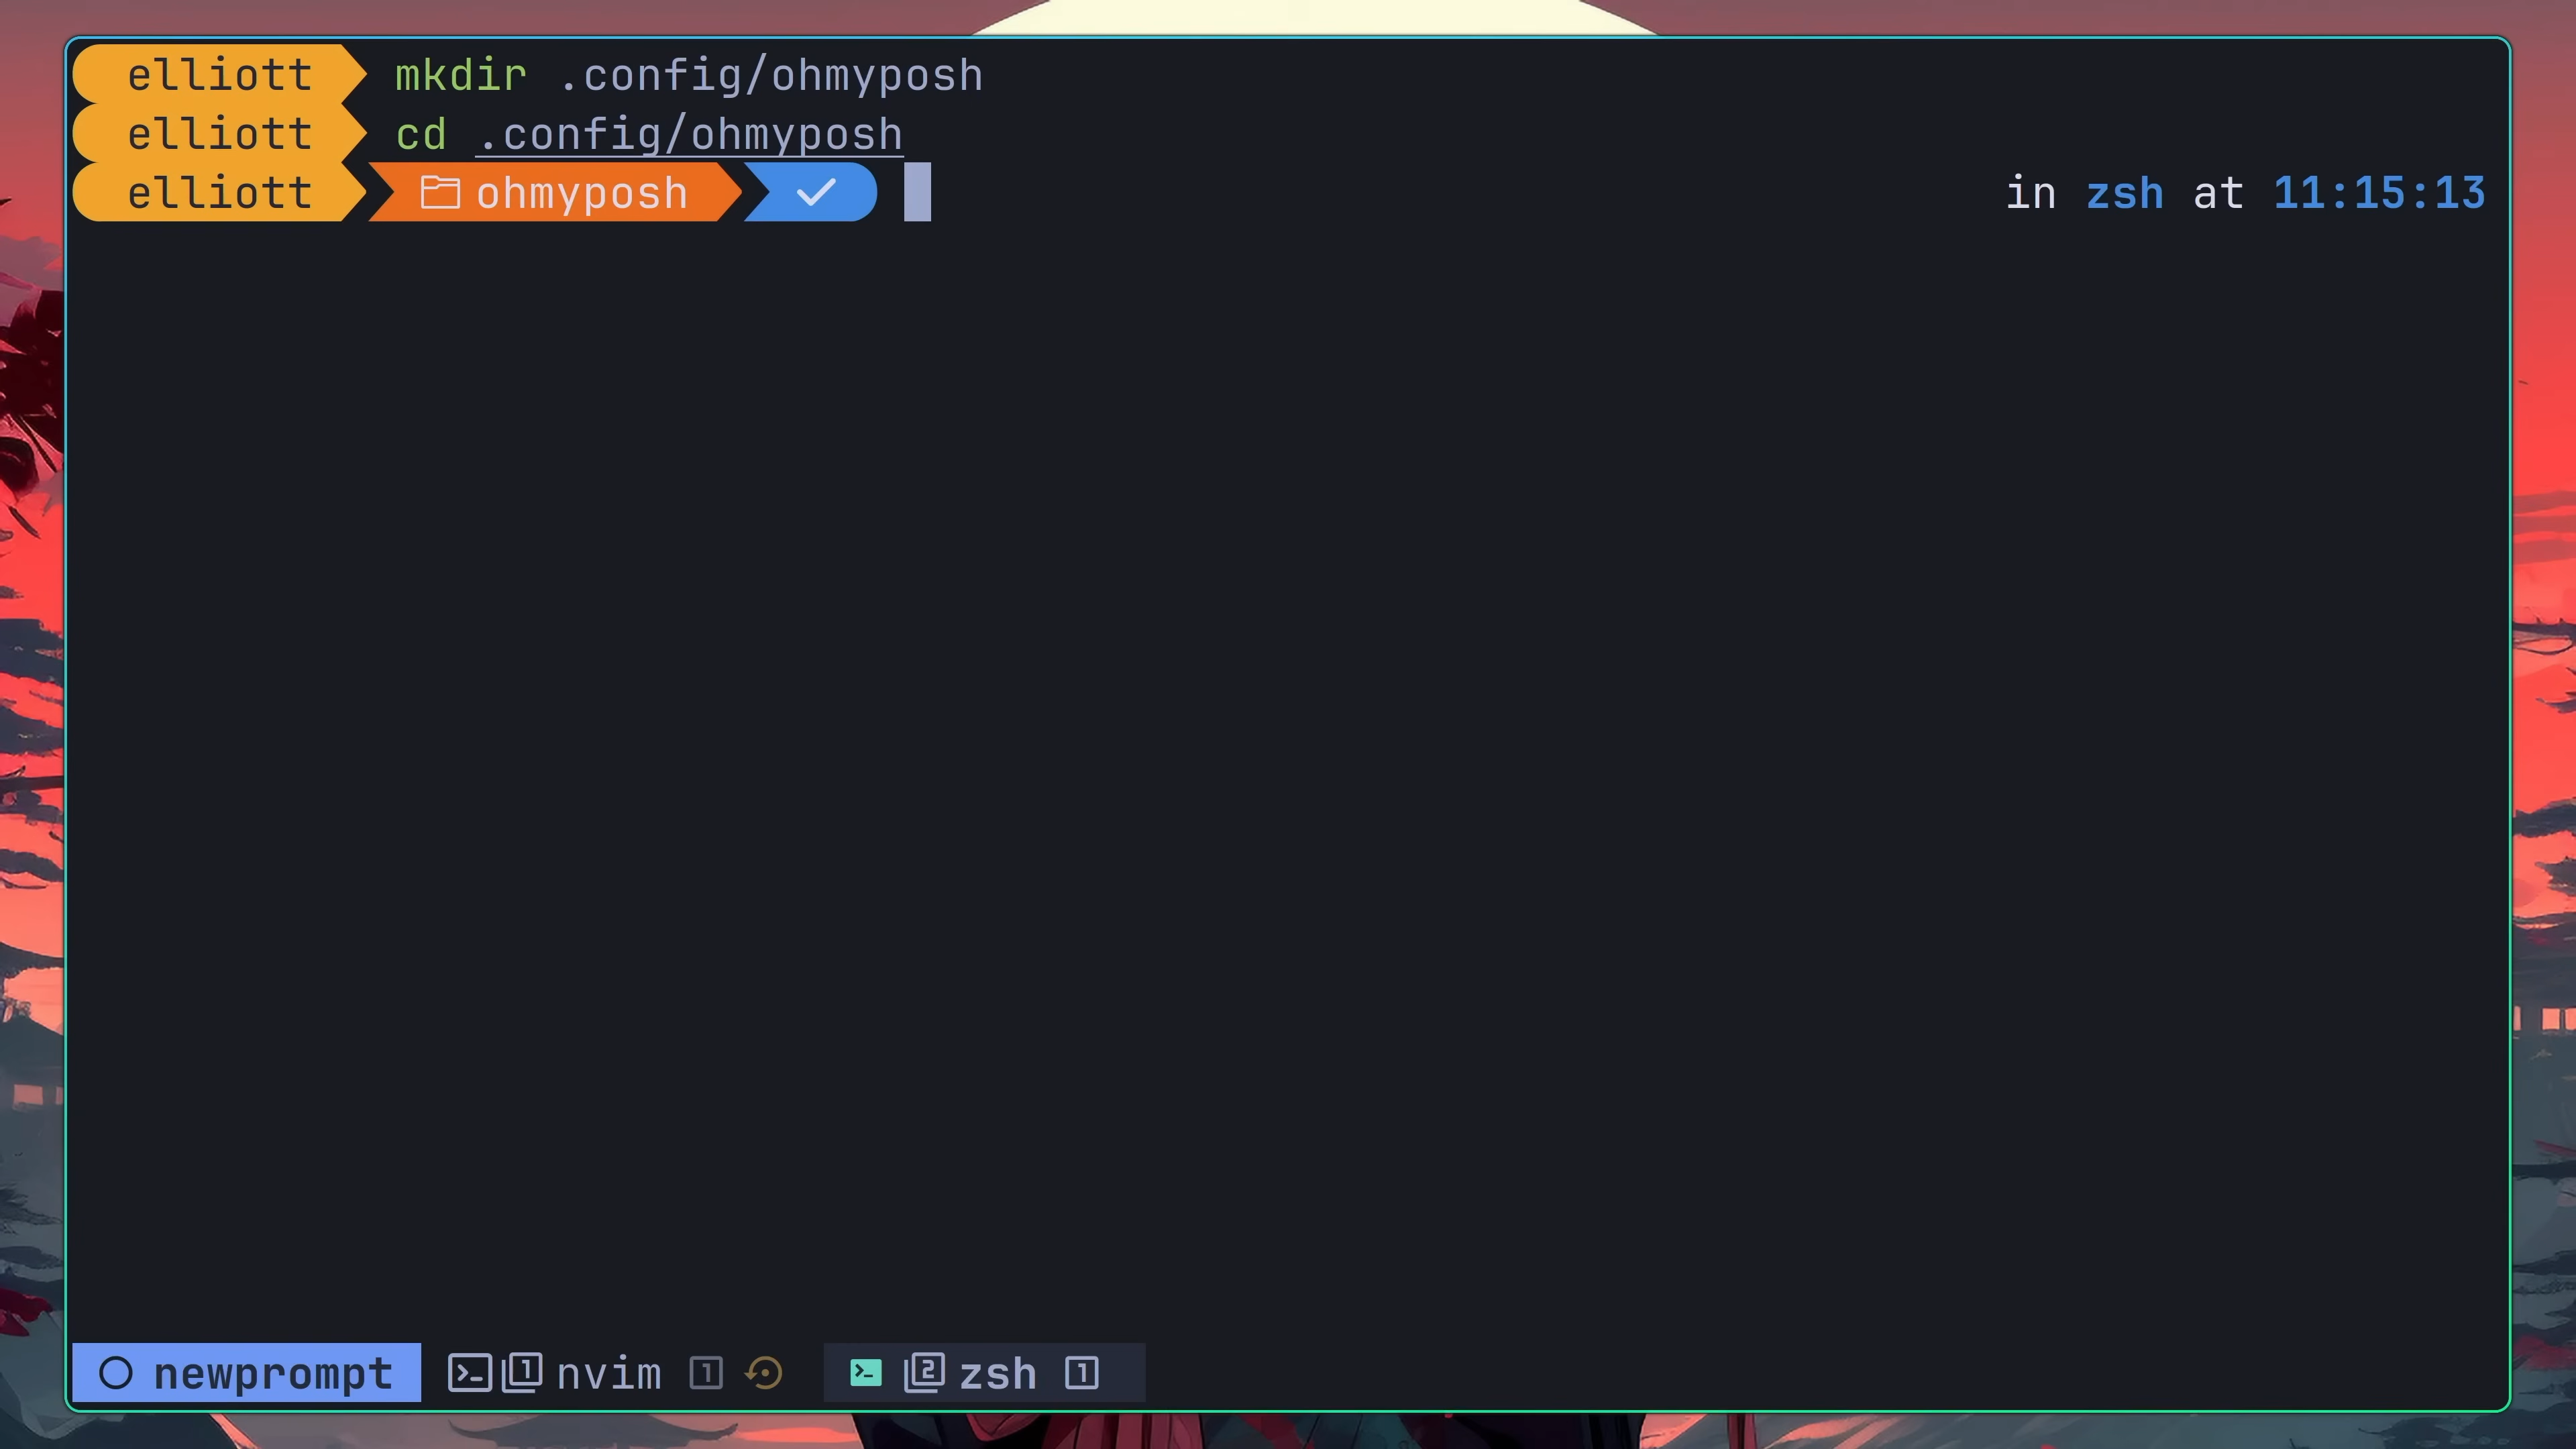 elliott mkdir .config/ohmyposh
elliott cd .config/ohmyposh
elliott ohmyposh in zsh at 11:15:13
newprompt 1 nvim 1 2 zsh 1